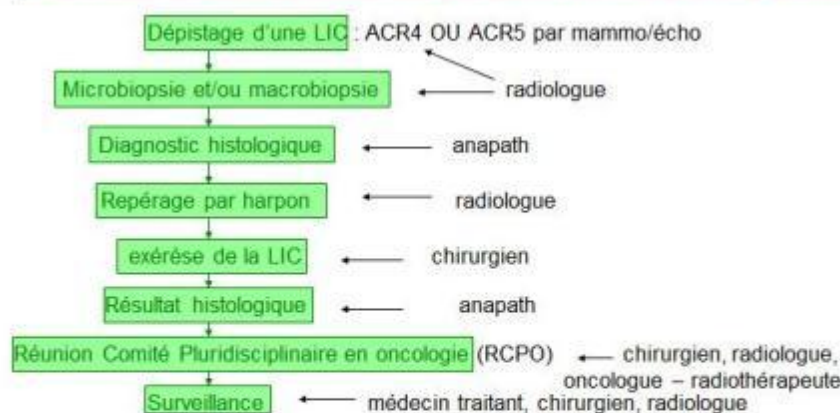 Dépistage d'une LIC : ACR4 OU ACR5 par mammo/écho
Microbiopsie et/ou macrobiopsie radiologue
Diagnostic histologique anapath
Repérage par harpon radiologue
exérèse de la LIC chirurgien
Résultat histologique anapath
Réunion Comité Pluridisciplinaire en oncologie (RCPO) chirurgien, radiologue,
oncologue – radiothérapeute
Surveillance médecin traitant, chirurgien, radiologue